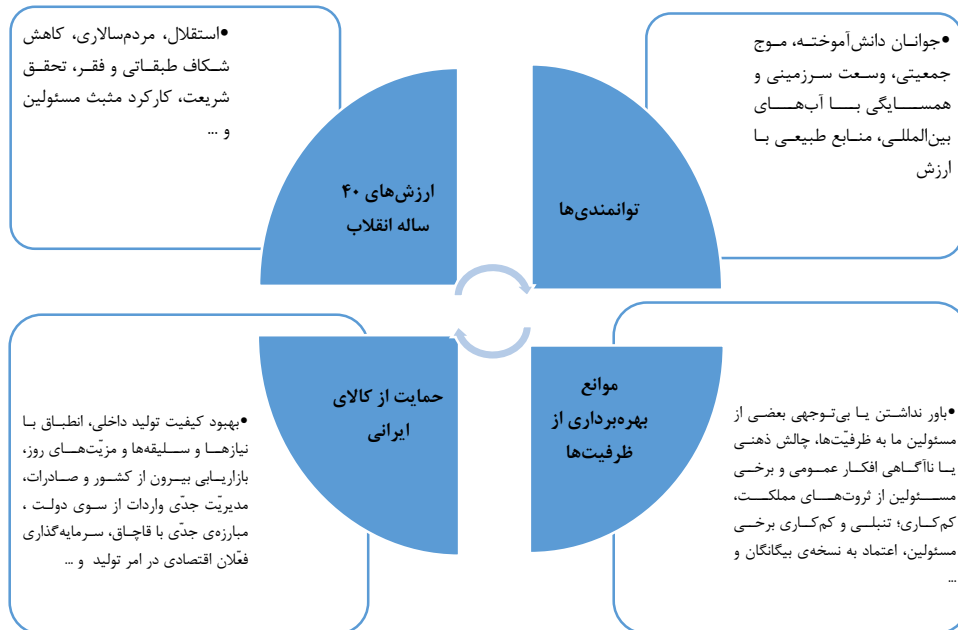 •جوانان دانش‌آموخته، موج
جمعیتی، وسعت سرزمینی و
همسایگی با آب‌های
بین‌المللی، منابع طبیعی با
ارزش
توانمندی‌ها
•استقلال، مردم‌سالاری، کاهش
شکاف طبقاتی و فقر، تحقق
شریعت، کارکرد مثبت مسئولین
و ...
ارزش‌های ۴۰
ساله انقلاب
موانع
بهره‌برداری از
ظرفیت‌ها
•باور نداشتن یا بی‌توجهی بعضی از
مسئولین ما به ظرفیّت‌ها، چالش ذهنی
یا ناآگاهی افکار عمومی و برخی
مسئولین از ثروت‌های مملکت،
کم‌کاری؛ تنبلی و کم‌کاری برخی
مسئولین، اعتماد به نسخه‌ی بیگانگان و
...
حمایت از کالای
ایرانی
•بهبود کیفیت تولید داخلی، انطباق با
نیازها و سلیقه‌ها و مزیّت‌های روز،
بازاریابی بیرون از کشور و صادرات،
مدیریّت جدّی واردات از سوی دولت ،
مبارزه‌ی جدّی با قاچاق، سرمایه‌گذاری
فعّلان اقتصادی در امر تولید و ...